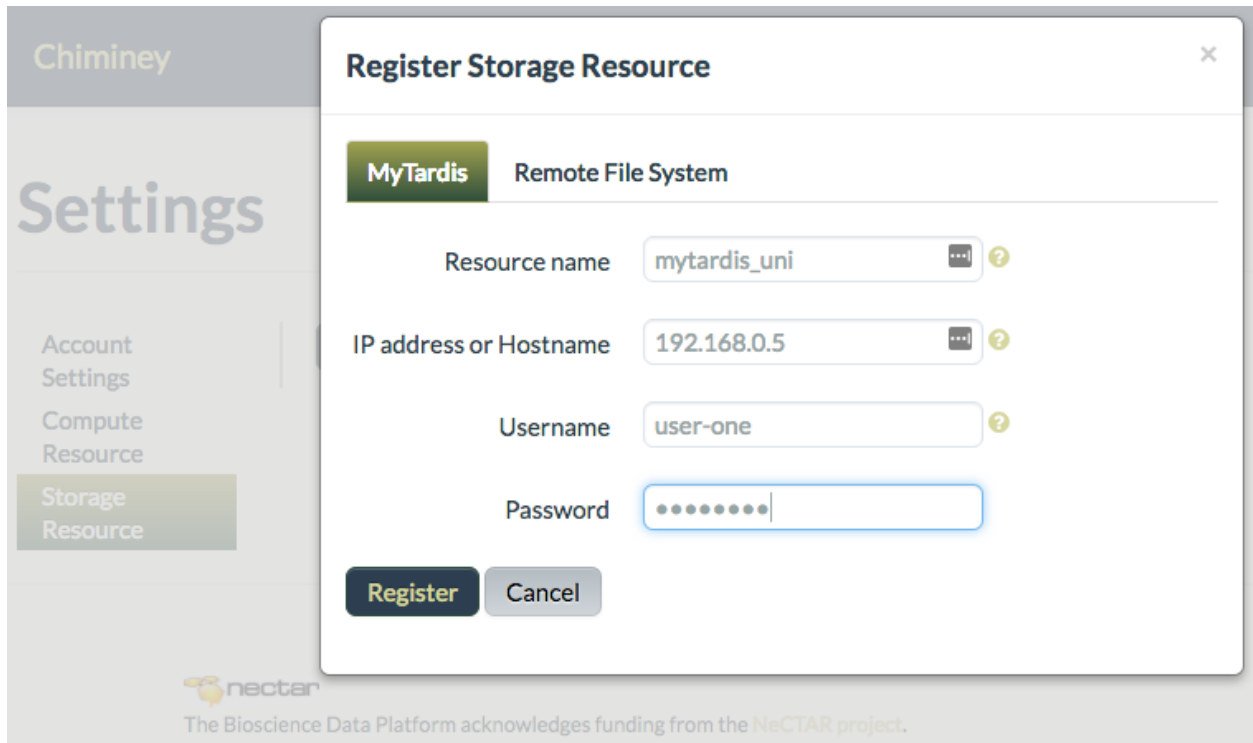 Chiminey
Register Storage Resource
×
MyTardis Remote File System
Settings
Resource name mytardis_uni ?
Account
Settings
IP address or Hostname 192.168.0.5 ?
Compute
Resource
Username user-one ?
Storage
Resource
Password ••••••••
Register Cancel
nectar
The Bioscience Data Platform acknowledges funding from the NeCTAR project.